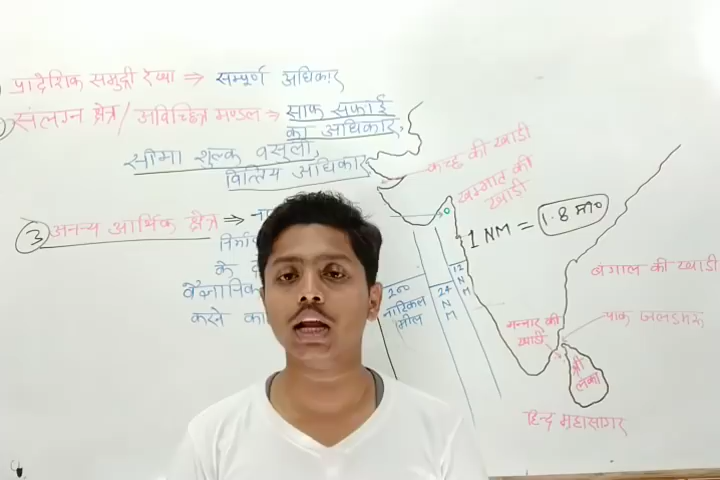 प्रादेशिक समुद्री रेखा ⇒ सम्पूर्ण अधिकार
संलग्न क्षेत्र / अविच्छिन्न मण्डल ⇒ साफ सफाई
का अधिकार,
सीमा शुल्क वसूली,
वित्तिय अधिकार
3 अनन्य आर्थिक क्षेत्र ⇒
के
करने का
कच्छ की खाड़ी
खम्भात की
खाड़ी
1 NM = 1.8
200
नाटिकल
मील
24
N
M
12
N
M
बंगाल की खाड़ी
मन्नार की
खाड़ी
पाक जलडमरू
श्री
लंका
हिन्द महासागर